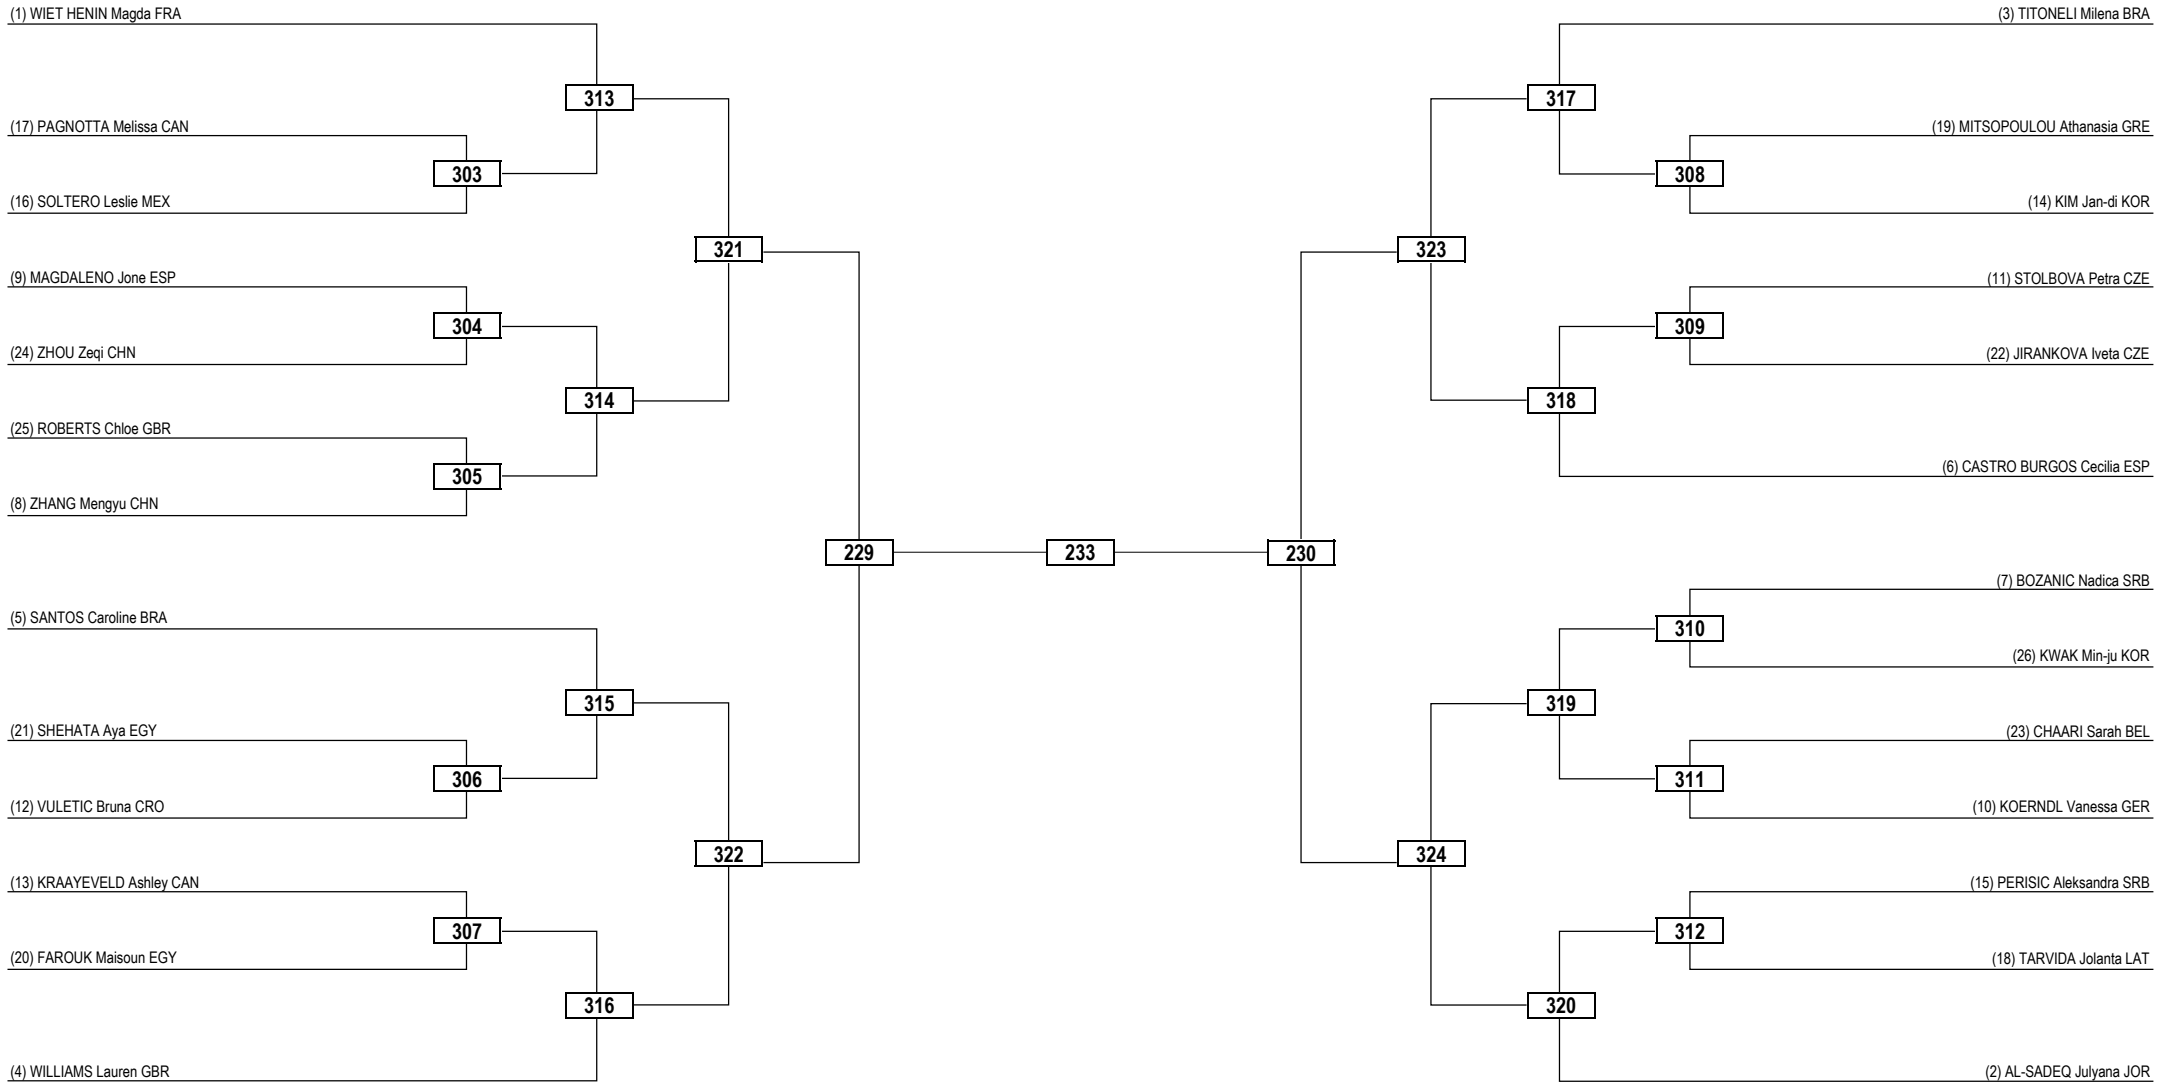 (1) WIET HENIN Magda FRA
(3) TITONELI Milena BRA
313
317
(17) PAGNOTTA Melissa CAN
(19) MITSOPOULOU Athanasia GRE
303
308
(16) SOLTERO Leslie MEX
(14) KIM Jan-di KOR
321
323
(9) MAGDALENO Jone ESP
(11) STOLBOVA Petra CZE
304
309
(24) ZHOU Zeqi CHN
(22) JIRANKOVA Iveta CZE
314
318
(25) ROBERTS Chloe GBR
305
(6) CASTRO BURGOS Cecilia ESP
(8) ZHANG Mengyu CHN
229
233
230
(7) BOZANIC Nadica SRB
(5) SANTOS Caroline BRA
310
(26) KWAK Min-ju KOR
315
319
(21) SHEHATA Aya EGY
(23) CHAARI Sarah BEL
306
311
(12) VULETIC Bruna CRO
(10) KOERNDL Vanessa GER
322
324
(13) KRAAYEVELD Ashley CAN
(15) PERISIC Aleksandra SRB
307
312
(20) FAROUK Maisoun EGY
(18) TARVIDA Jolanta LAT
316
320
(4) WILLIAMS Lauren GBR
(2) AL-SADEQ Julyana JOR